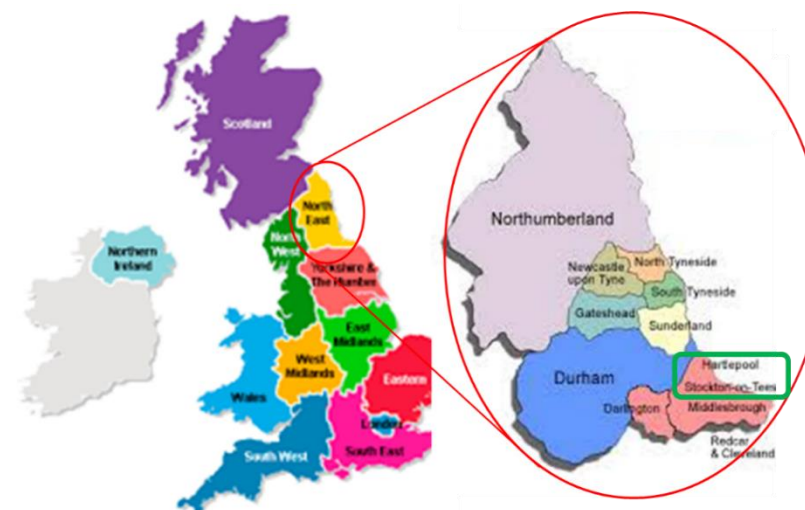 Scotland
North
East
North
West
Northern
Ireland
Yorkshire &
The Humber
East
Midlands
West
Midlands
Wales
Eastern
London
South West
South East
Northumberland
Newcastle
upon Tyne
North Tyneside
South Tyneside
Gateshead
Sunderland
Durham
Hartlepool
Stockton-on-Tees
Darlington
Middlesbrough
Redcar
& Cleveland